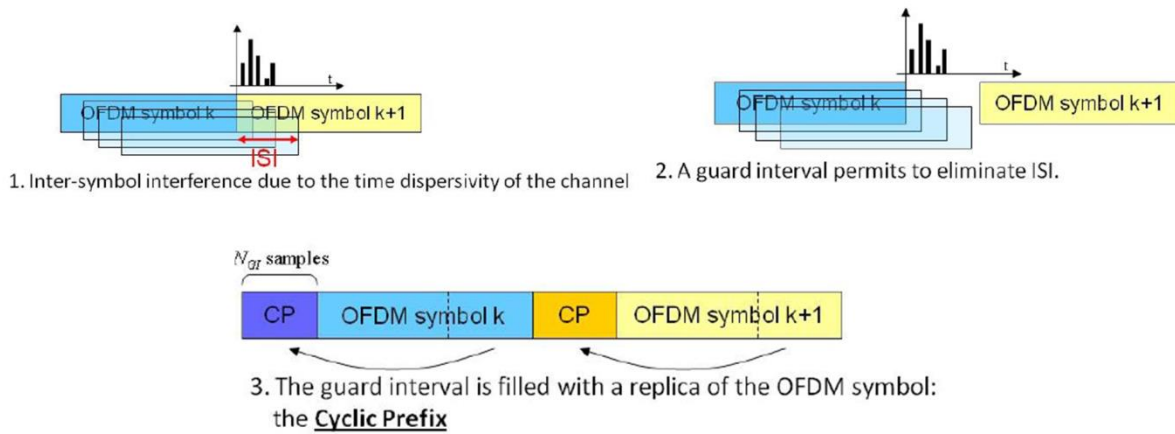 t
OFDM symbol k
OFDM symbol k+1
ISI
1. Inter-symbol interference due to the time dispersivity of the channel
t
OFDM symbol k
OFDM symbol k+1
2. A guard interval permits to eliminate ISI.
N_GI samples
CP
OFDM symbol k
CP
OFDM symbol k+1
3. The guard interval is filled with a replica of the OFDM symbol:
the Cyclic Prefix